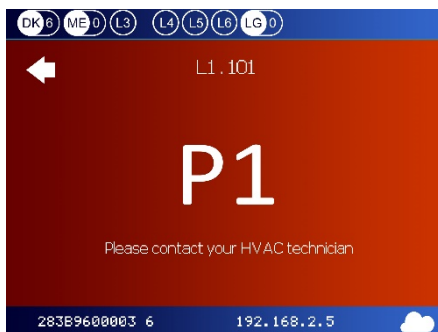 DK 6 ME 0 L3 L4 L5 L6 LG 0
L1.101
P1
Please contact your HVAC technician
283B9600003 6 192.168.2.5